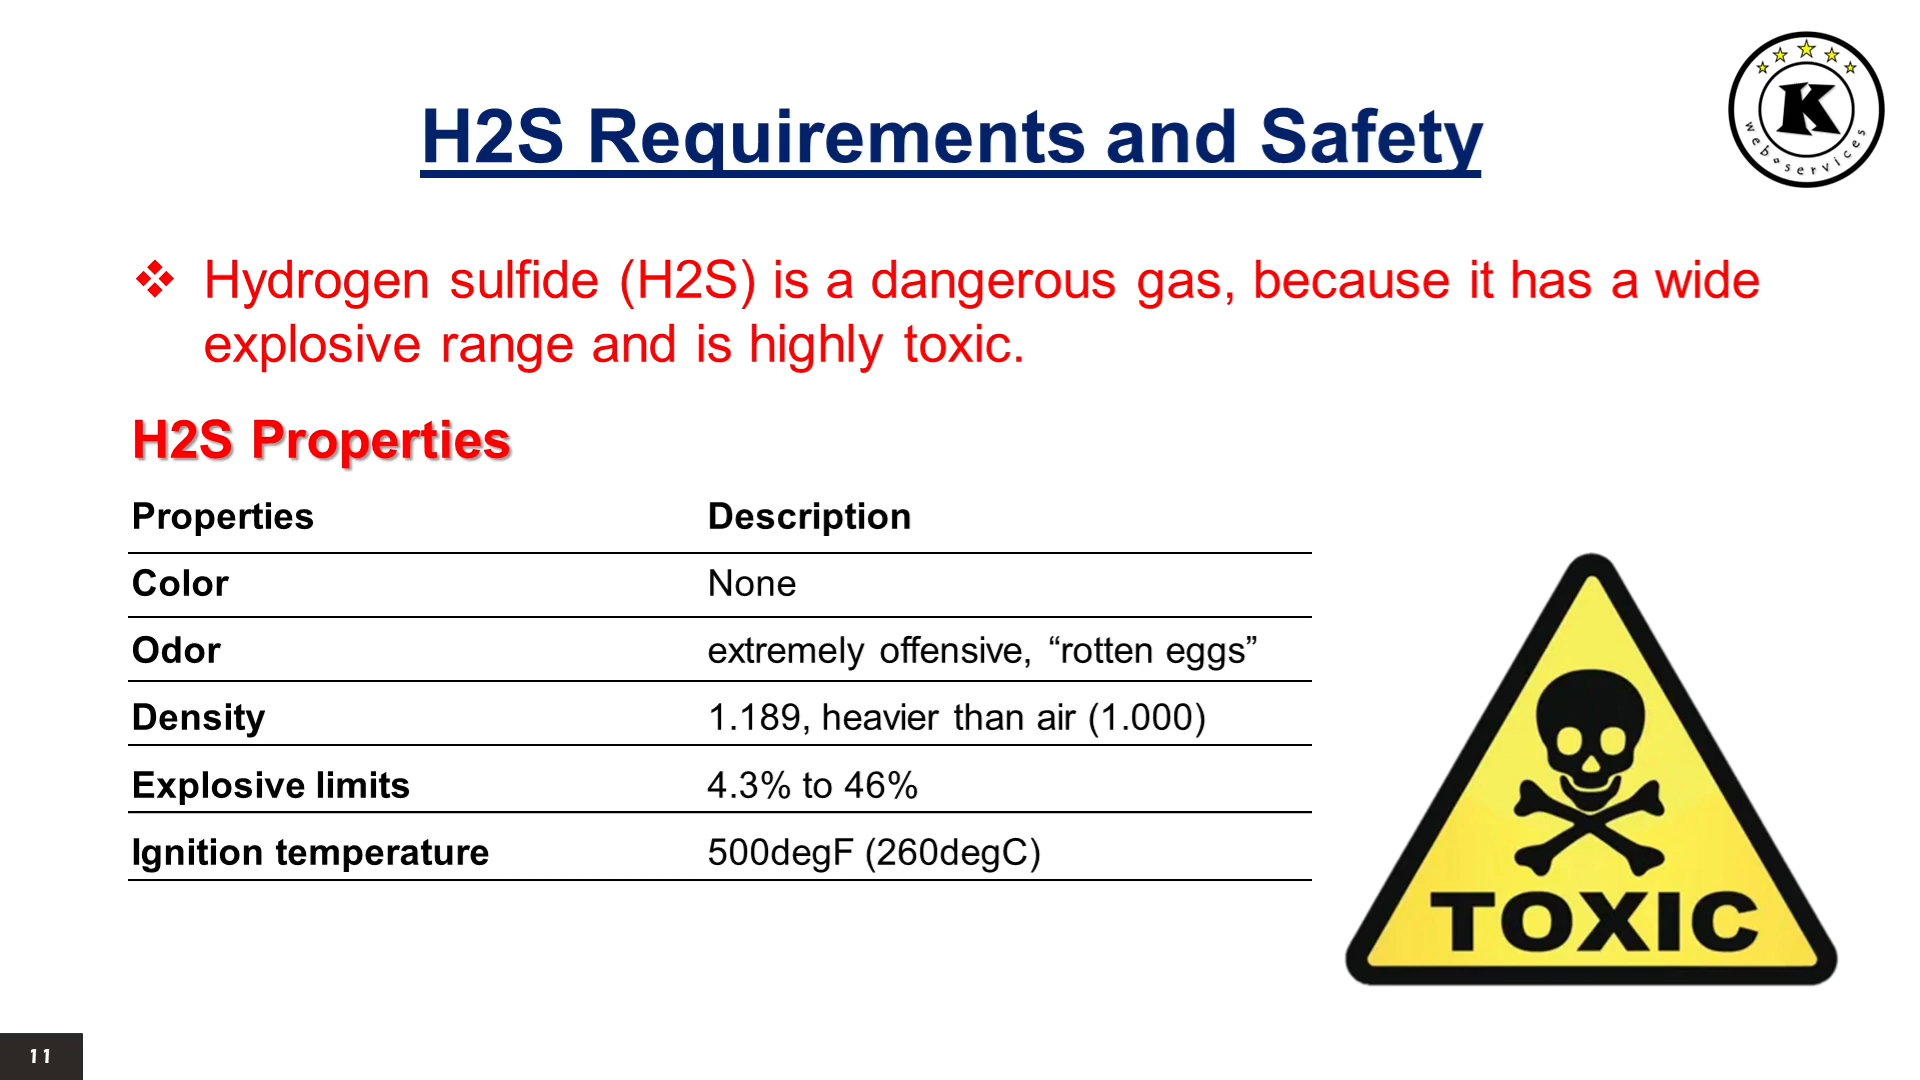 H2S Requirements and Safety
K
web services
Hydrogen sulfide (H2S) is a dangerous gas, because it has a wide
explosive range and is highly toxic.
H2S Properties
Properties Description
Color None
Odor extremely offensive, “rotten eggs”
Density 1.189, heavier than air (1.000)
Explosive limits 4.3% to 46%
Ignition temperature 500degF (260degC)
TOXIC
11